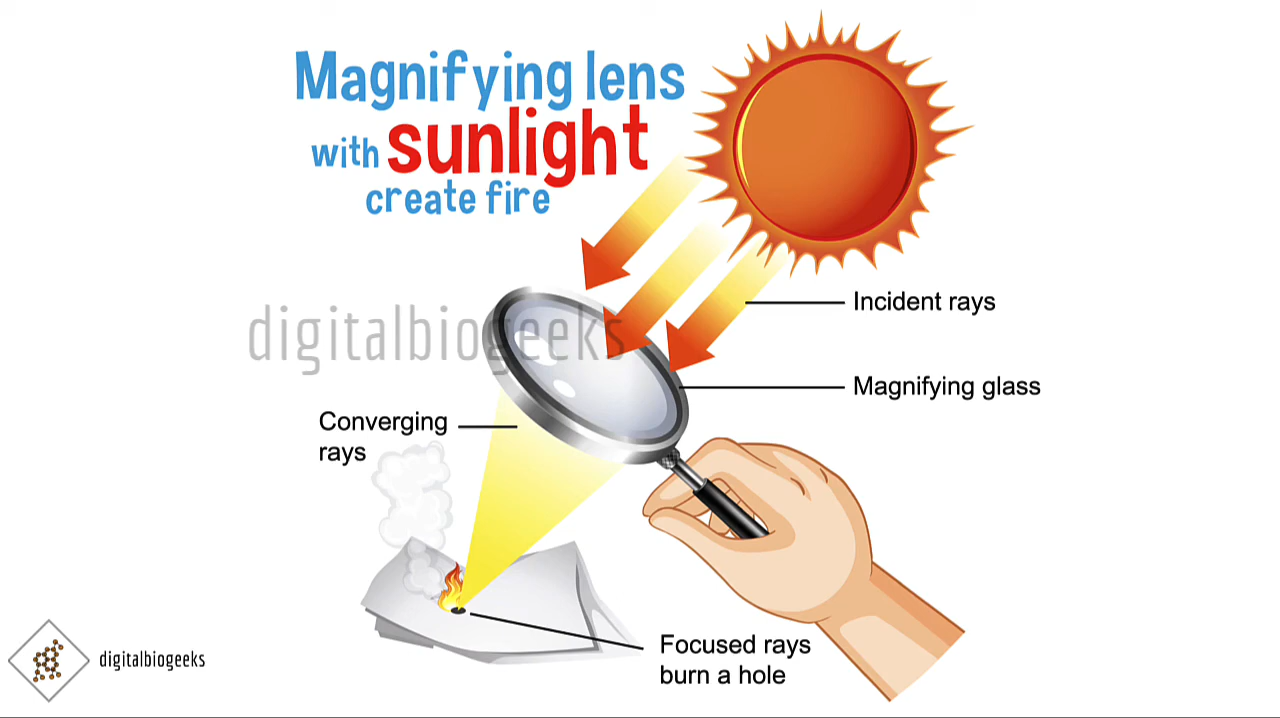 Magnifying lens
with sunlight
create fire
Incident rays
digitalbiogeeks
Magnifying glass
Converging
rays
Focused rays
burn a hole
digitalbiogeeks